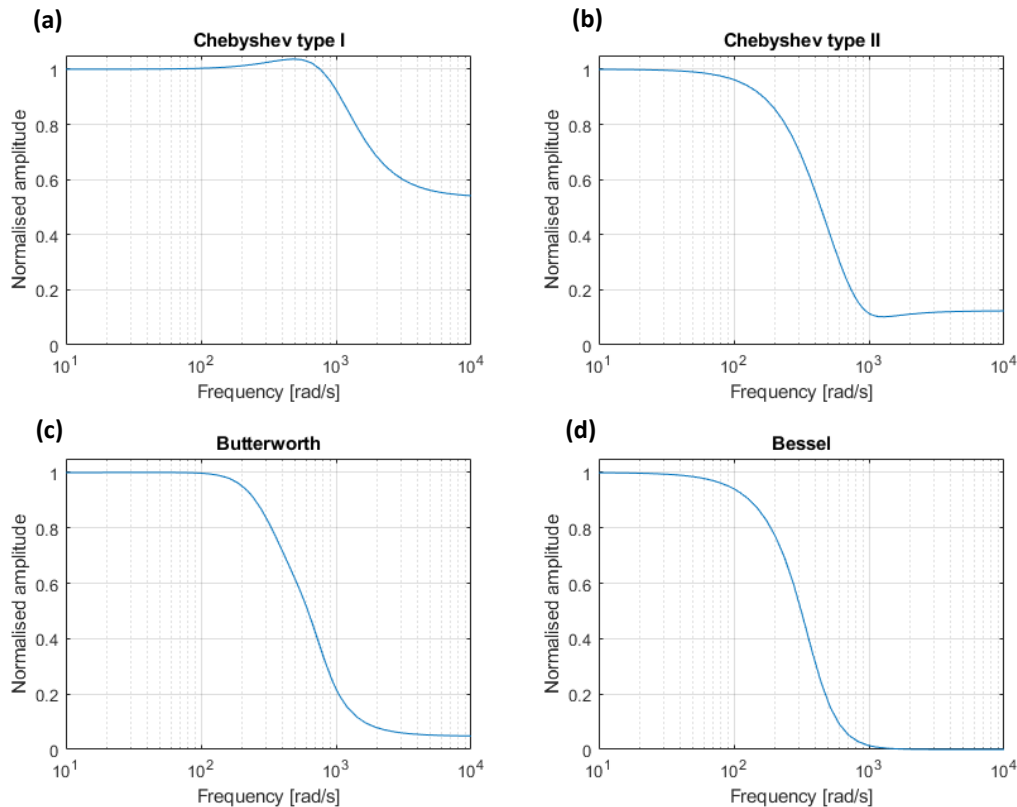 (a)
Chebyshev type I
Normalised amplitude
1
0.8
0.6
0.4
0.2
0
10^1
10^2
10^3
10^4
Frequency [rad/s]
(b)
Chebyshev type II
Normalised amplitude
1
0.8
0.6
0.4
0.2
0
10^1
10^2
10^3
10^4
Frequency [rad/s]
(c)
Butterworth
Normalised amplitude
1
0.8
0.6
0.4
0.2
0
10^1
10^2
10^3
10^4
Frequency [rad/s]
(d)
Bessel
Normalised amplitude
1
0.8
0.6
0.4
0.2
0
10^1
10^2
10^3
10^4
Frequency [rad/s]